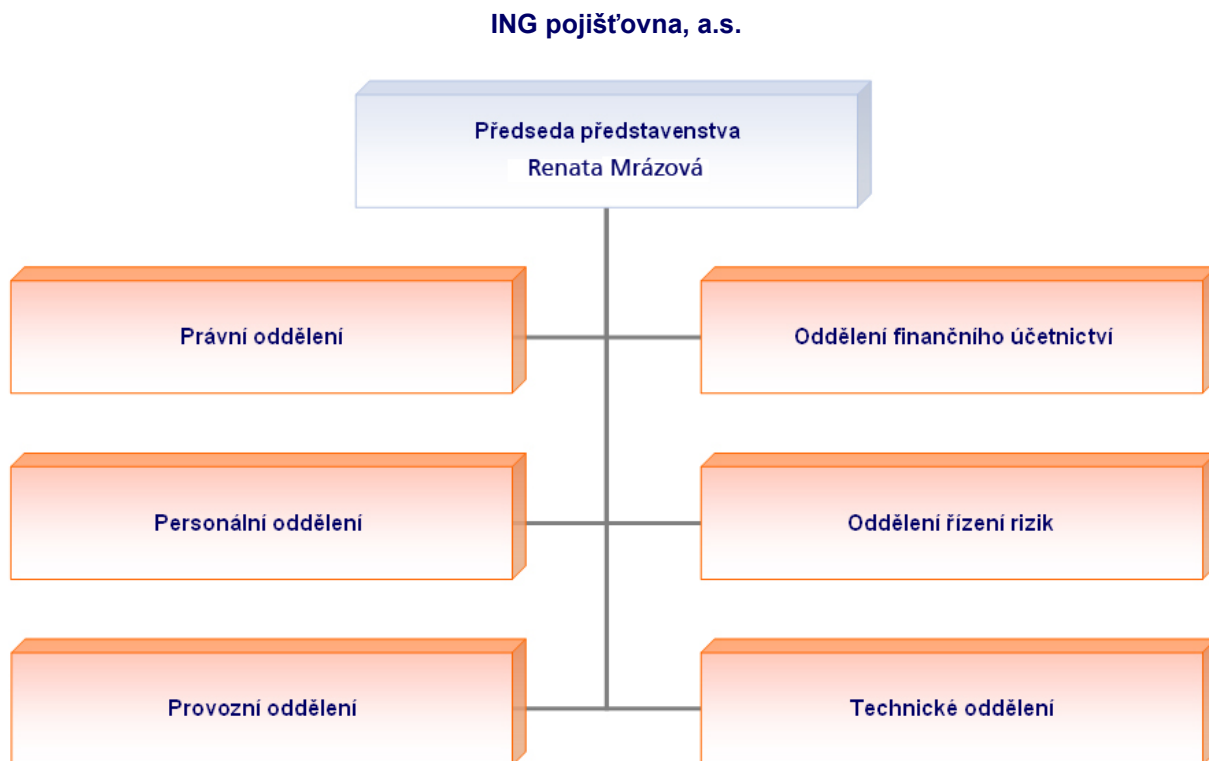 ING pojišťovna, a.s.
Předseda představenstva
Renata Mrázová
Právní oddělení
Oddělení finančního účetnictví
Personální oddělení
Oddělení řízení rizik
Provozní oddělení
Technické oddělení